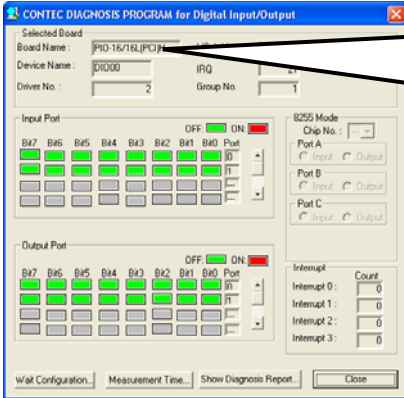 CONTEC DIAGNOSIS PROGRAM for Digital Input/Output
Selected Board
Board Name : PIO-16/16L(PCI)H
Device Name : DIO00 IRQ 21
Driver No. : 2 Group No. 1
Input Port
OFF: ON:
Bit7 Bit6 Bit5 Bit4 Bit3 Bit2 Bit1 Bit0 Port
0
1
---
---
8255 Mode
Chip No. : ---
Port A
Input Output
Port B
Input Output
Port C
Input Output
Output Port
OFF: ON:
Bit7 Bit6 Bit5 Bit4 Bit3 Bit2 Bit1 Bit0 Port
0
1
---
---
Interrupt
Count
Interrupt 0 : 0
Interrupt 1 : 0
Interrupt 2 : 0
Interrupt 3 : 0
Wait Configuration... Measurement Time... Show Diagnosis Report... Close